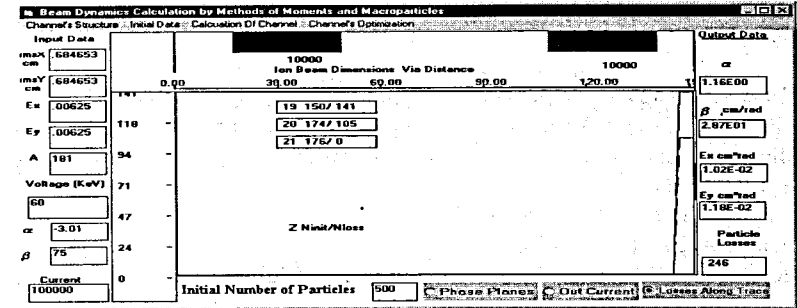 Beam Dynamics Calculation by Methods of Moments and Macroparticles
Channel's Structure Initial Data Calcuation Of Channel Channel's Optimization
Input Data
rmsX .684653
cm
rmsY .684653
cm
Ex .00625
Ey .00625
A 181
Voltage (KeV)
60
α -3.01
β 75
Current
100000
10000
10000
Ion Beam Dimensions Via Distance
0.00 30.00 60.00 90.00 120.00
141
118
94
71
47
24
0
19 150/ 141
20 174/ 105
21 176/ 0
Z Ninit/Nloss
Initial Number of Particles 500
Phase Planes Out Current Losses Along Trace
Output Data
α
1.16E00
β cm/rad
2.87E01
Ex cm*rad
1.02E-02
Ey cm*rad
1.18E-02
Particle
Losses
246